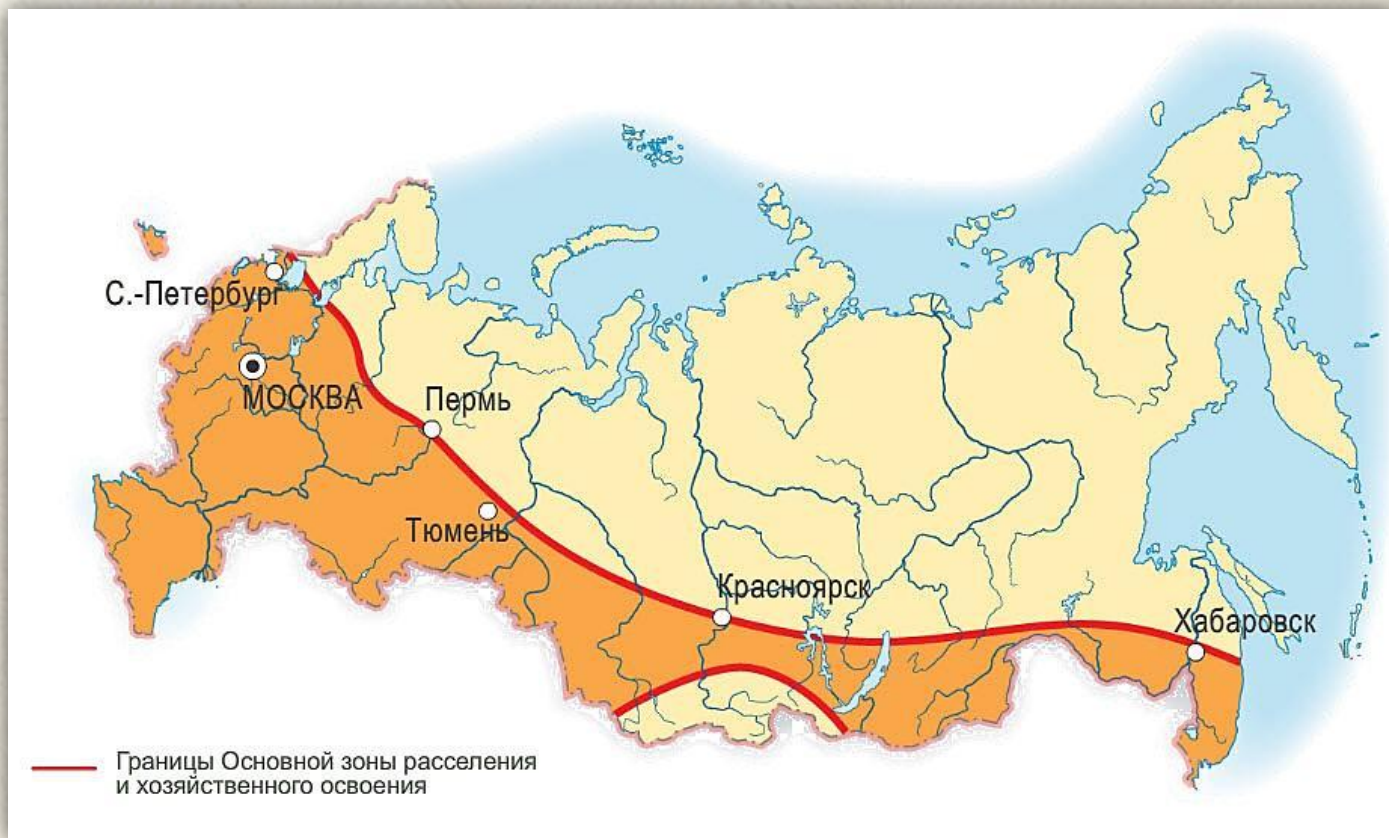 С.-Петербург
МОСКВА
Пермь
Тюмень
Красноярск
Хабаровск
Границы Основной зоны расселения
и хозяйственного освоения